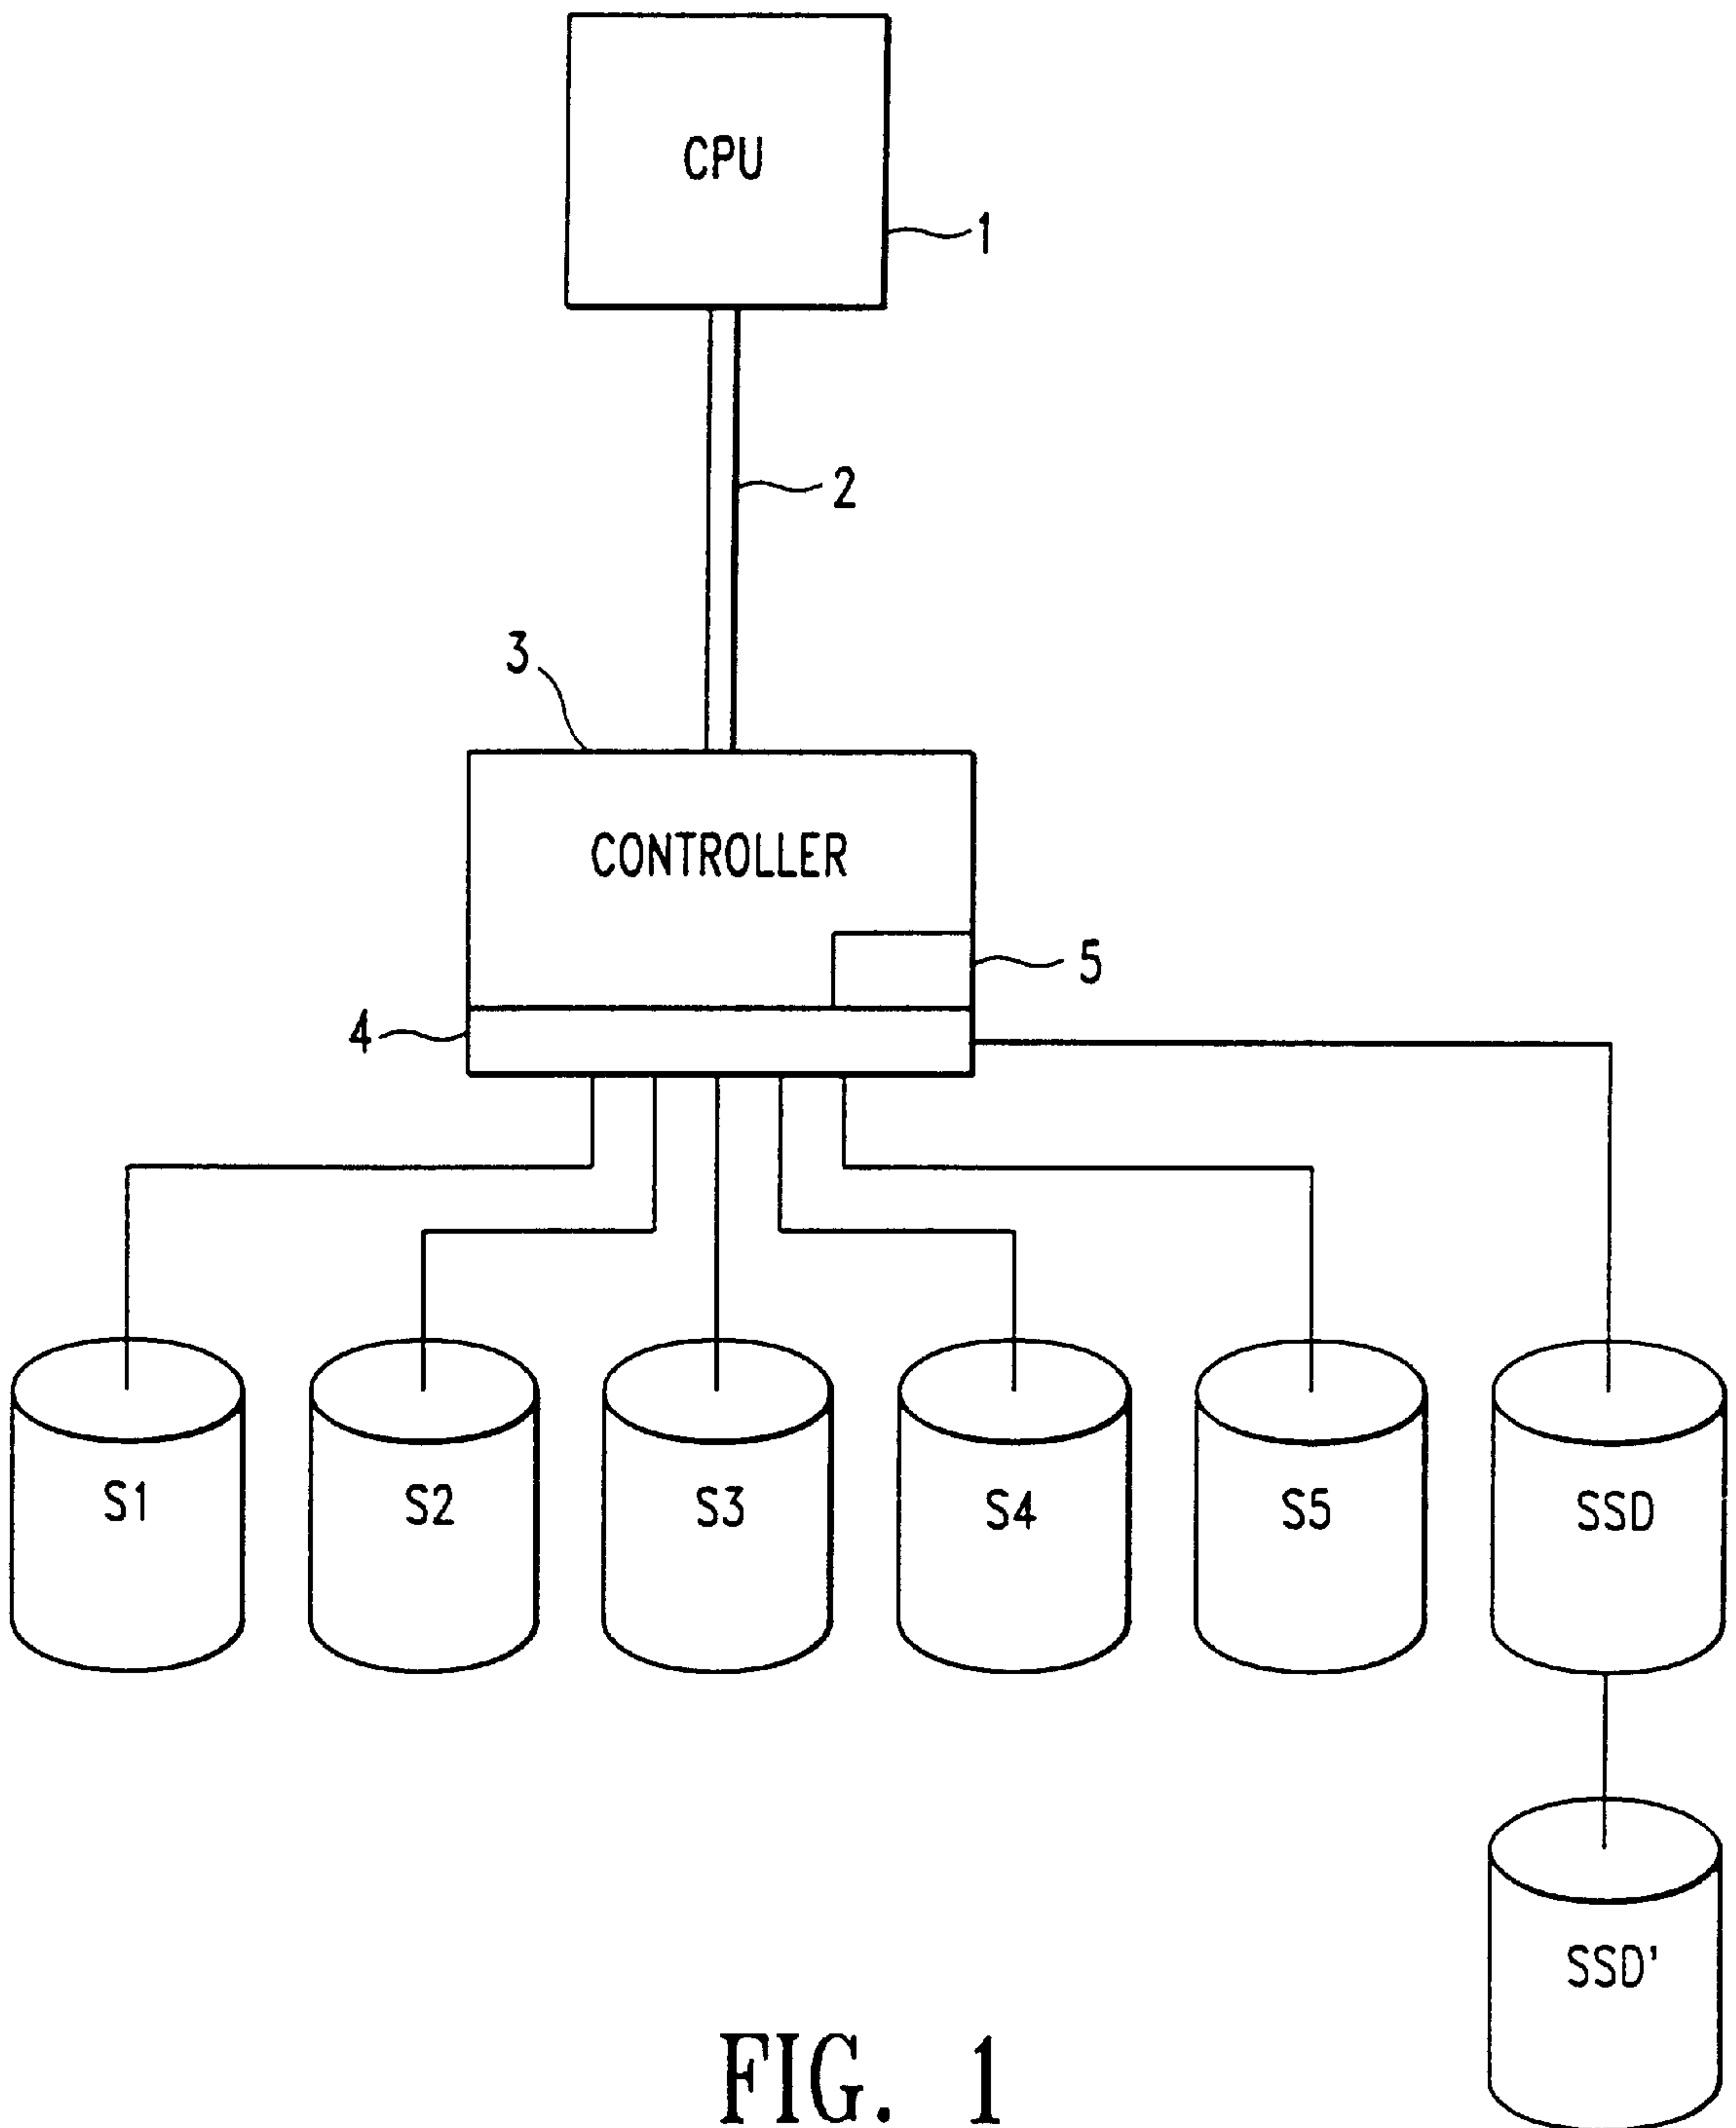 CPU
1
2
3
CONTROLLER
5
4
S1 S2 S3 S4 S5 SSD
SSD'
FIG. 1